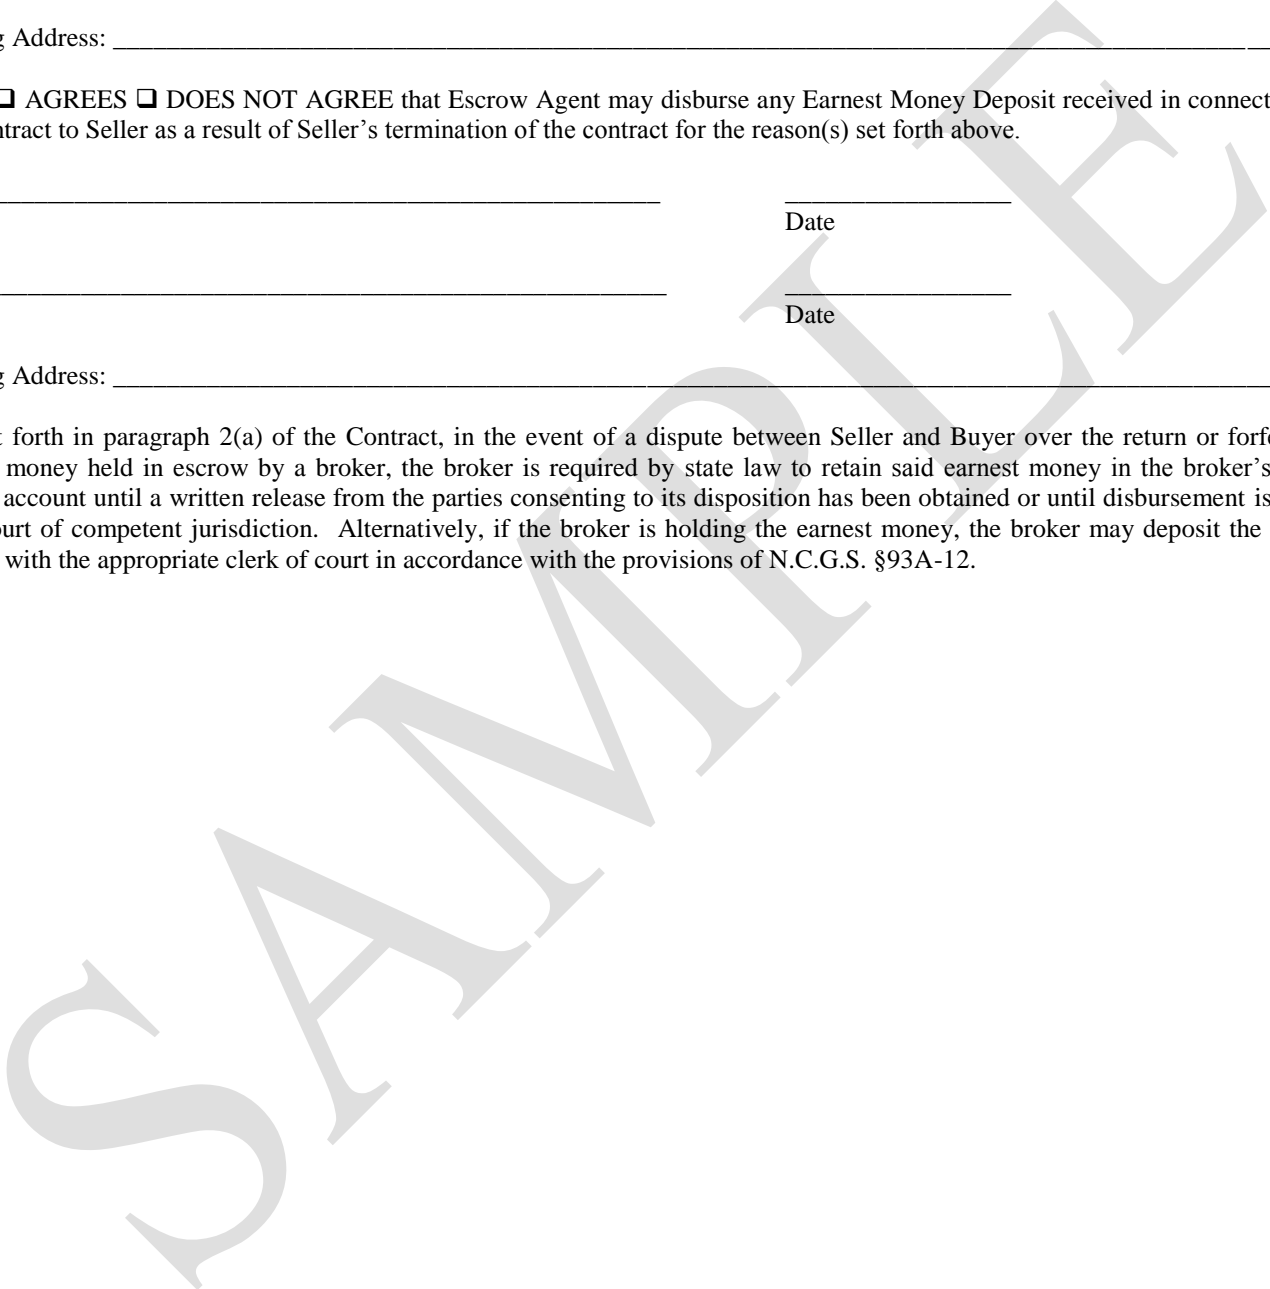 g Address: ____________________________________________________________________________________
❑ AGREES ❑ DOES NOT AGREE that Escrow Agent may disburse any Earnest Money Deposit received in connect
ntract to Seller as a result of Seller’s termination of the contract for the reason(s) set forth above.
__________________________________________________ _________________
Date
__________________________________________________ _________________
Date
g Address: ____________________________________________________________________________________
t forth in paragraph 2(a) of the Contract, in the event of a dispute between Seller and Buyer over the return or forfe
money held in escrow by a broker, the broker is required by state law to retain said earnest money in the broker’s
account until a written release from the parties consenting to its disposition has been obtained or until disbursement is
ourt of competent jurisdiction. Alternatively, if the broker is holding the earnest money, the broker may deposit the
with the appropriate clerk of court in accordance with the provisions of N.C.G.S. §93A-12.
SAMPLE